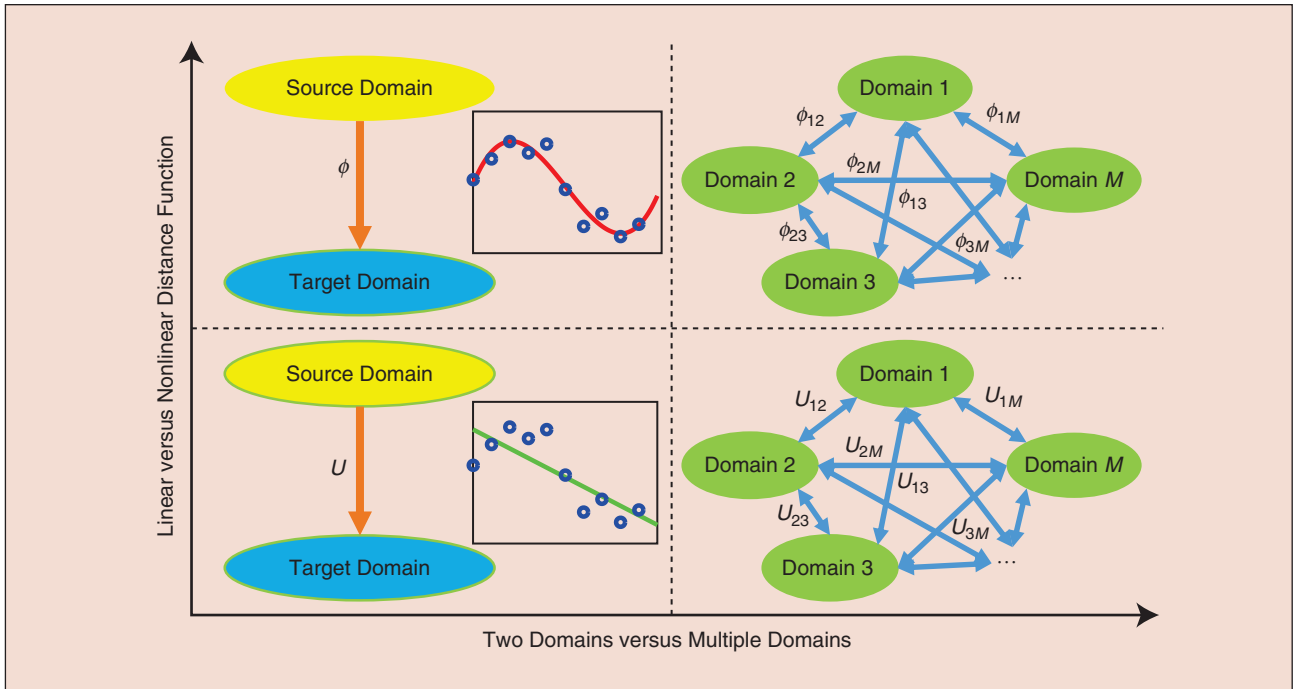 Linear versus Nonlinear Distance Function
Source Domain
ϕ
Target Domain
Domain 1
ϕ12
ϕ1M
ϕ2M
Domain 2
Domain M
ϕ13
ϕ23
ϕ3M
Domain 3
...
Source Domain
U
Target Domain
Domain 1
U12
U1M
U2M
Domain 2
Domain M
U13
U23
U3M
Domain 3
...
Two Domains versus Multiple Domains